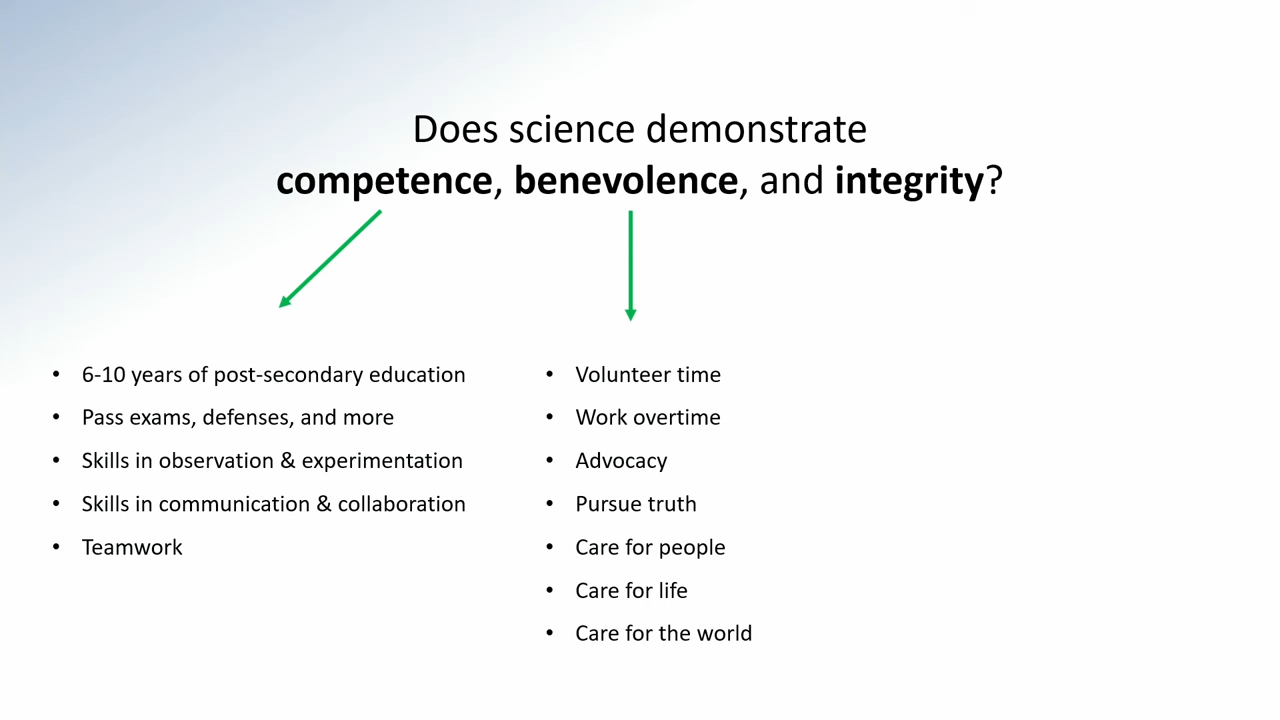 Does science demonstrate
competence, benevolence, and integrity?
• 6-10 years of post-secondary education
• Pass exams, defenses, and more
• Skills in observation & experimentation
• Skills in communication & collaboration
• Teamwork
• Volunteer time
• Work overtime
• Advocacy
• Pursue truth
• Care for people
• Care for life
• Care for the world